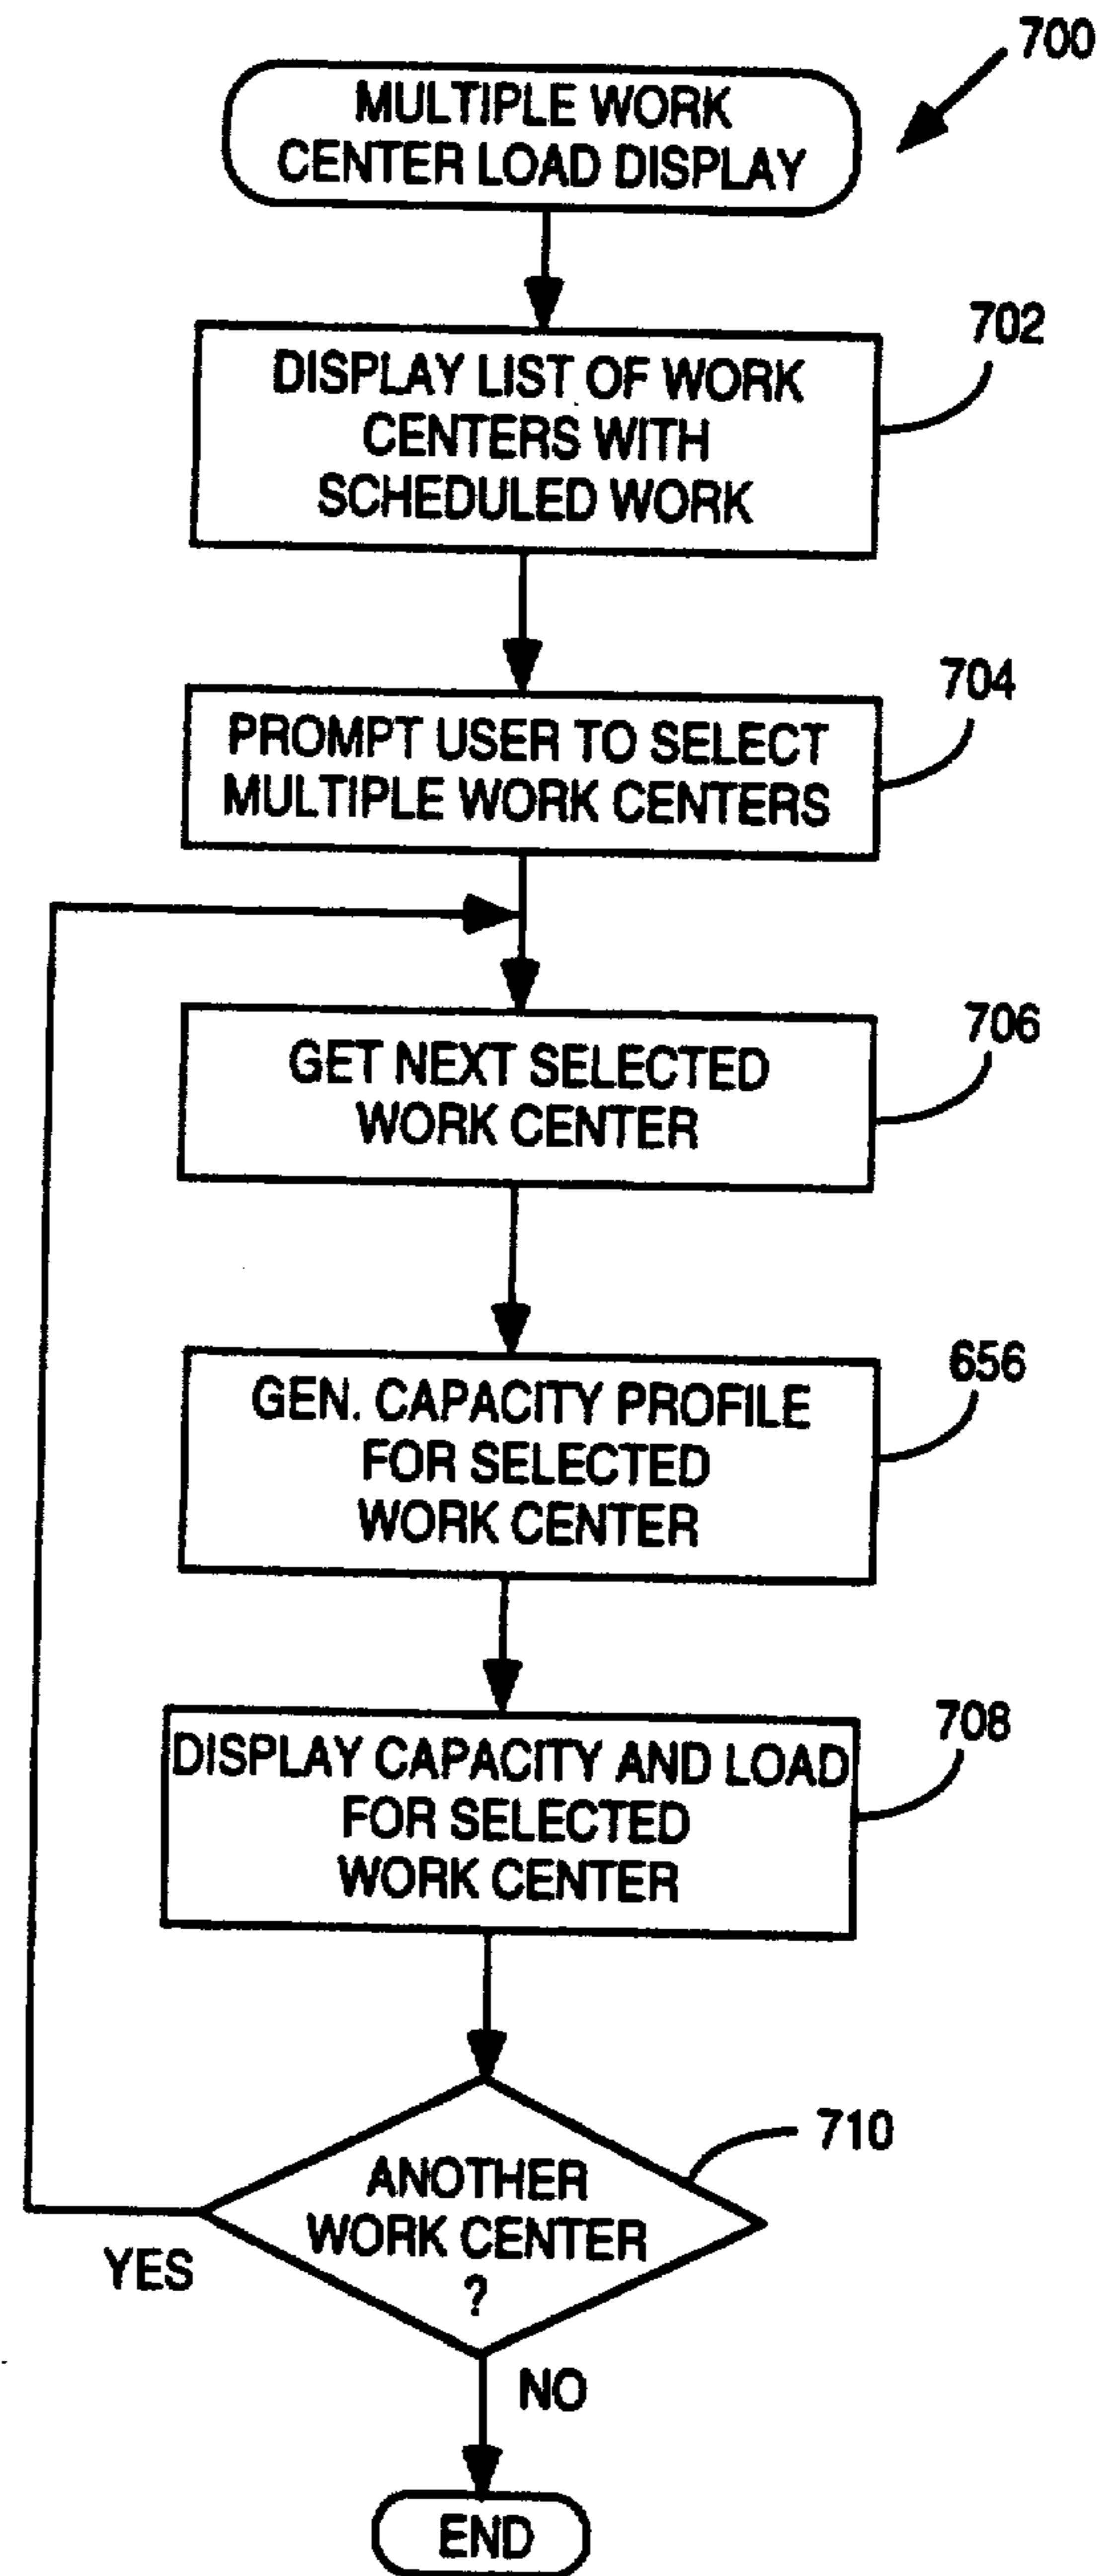 700
MULTIPLE WORK
CENTER LOAD DISPLAY
702
DISPLAY LIST OF WORK
CENTERS WITH
SCHEDULED WORK
704
PROMPT USER TO SELECT
MULTIPLE WORK CENTERS
706
GET NEXT SELECTED
WORK CENTER
656
GEN. CAPACITY PROFILE
FOR SELECTED
WORK CENTER
708
DISPLAY CAPACITY AND LOAD
FOR SELECTED
WORK CENTER
710
ANOTHER
WORK CENTER
?
YES
NO
END